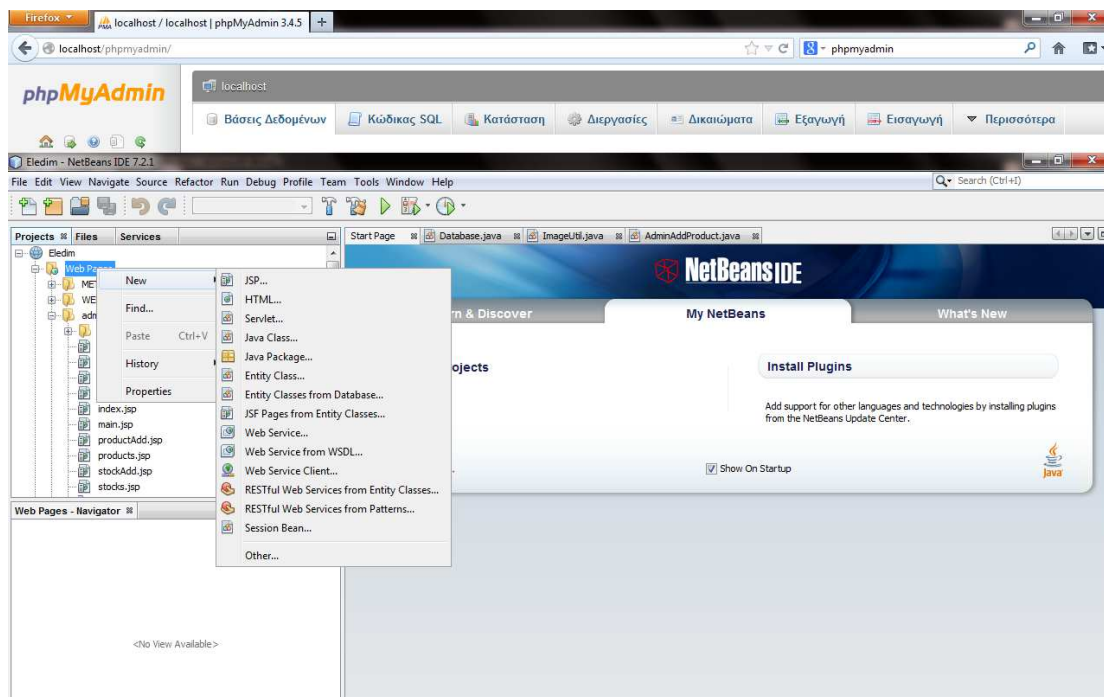 Firefox
localhost / localhost | phpMyAdmin 3.4.5
localhost/phpmyadmin/
phpmyadmin
phpMyAdmin
localhost
Βάσεις Δεδομένων Κώδικας SQL Κατάσταση Διεργασίες Δικαιώματα Εξαγωγή Εισαγωγή Περισσότερα
Eledim - NetBeans IDE 7.2.1
File Edit View Navigate Source Refactor Run Debug Profile Team Tools Window Help
Search (Ctrl+I)
Projects Files Services
Start Page Database.java ImageUtil.java AdminAddProduct.java
Eledim
Web Pages
MET
WE
adm
index.jsp
main.jsp
productAdd.jsp
products.jsp
stockAdd.jsp
stocks.jsp
New
Find...
Paste Ctrl+V
History
Properties
JSP...
HTML...
Servlet...
Java Class...
Java Package...
Entity Class...
Entity Classes from Database...
JSF Pages from Entity Classes...
Web Service...
Web Service from WSDL...
Web Service Client...
RESTful Web Services from Entity Classes...
RESTful Web Services from Patterns...
Session Bean...
Other...
NetBeans IDE
rn & Discover My NetBeans What's New
ojects
Install Plugins
Add support for other languages and technologies by installing plugins
from the NetBeans Update Center.
Show On Startup
Java
Web Pages - Navigator
<No View Available>